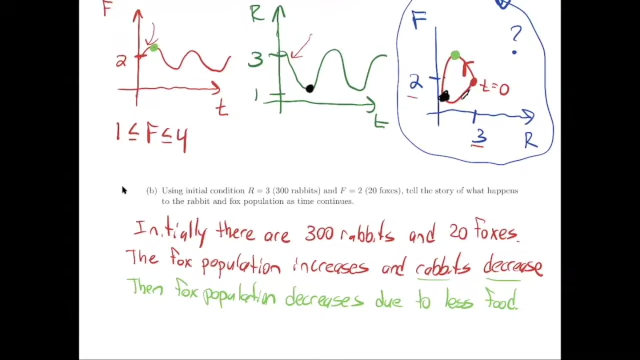 F
R
F
2
3
1
t
t
1 ≤ F ≤ 4
?
2
t=0
3
R
(b) Using initial condition R = 3 (300 rabbits) and F = 2 (20 foxes), tell the story of what happens
to the rabbit and fox population as time continues.
Initially there are 300 rabbits and 20 foxes.
The fox population increases and rabbits decrease
Then fox population decreases due to less food.